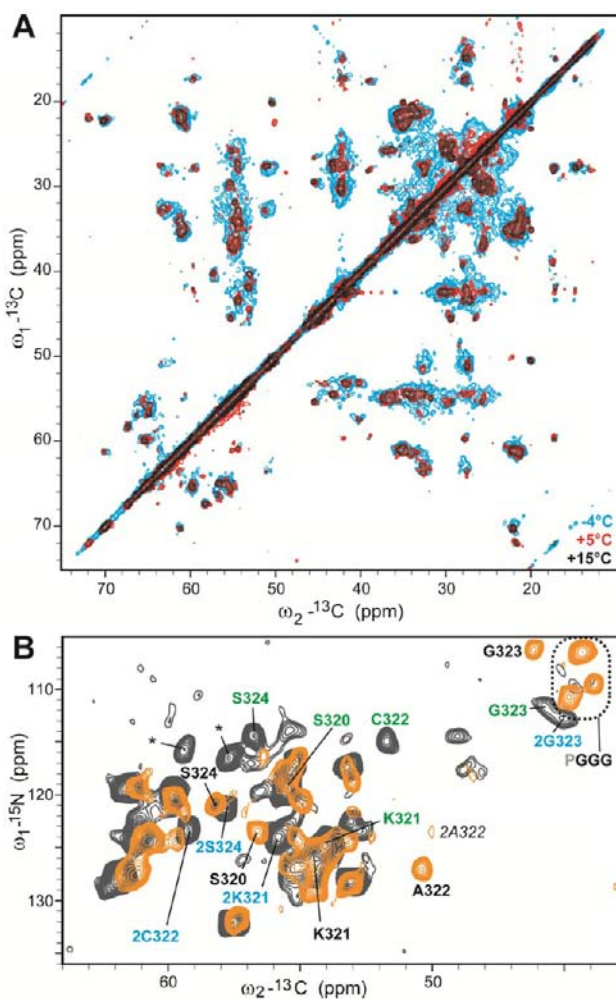 A
20
30
40
50
60
70
ω1-13C (ppm)
-4°C
+5°C
+15°C
70 60 50 40 30 20
ω2-13C (ppm)
B
110
120
130
ω1-15N (ppm)
G323
S324
S320
C322
G323
2G323
PGGG
*
*
S324
K321
2S324
2A322
S320
2K321
A322
2C322
K321
60 50
ω2-13C (ppm)